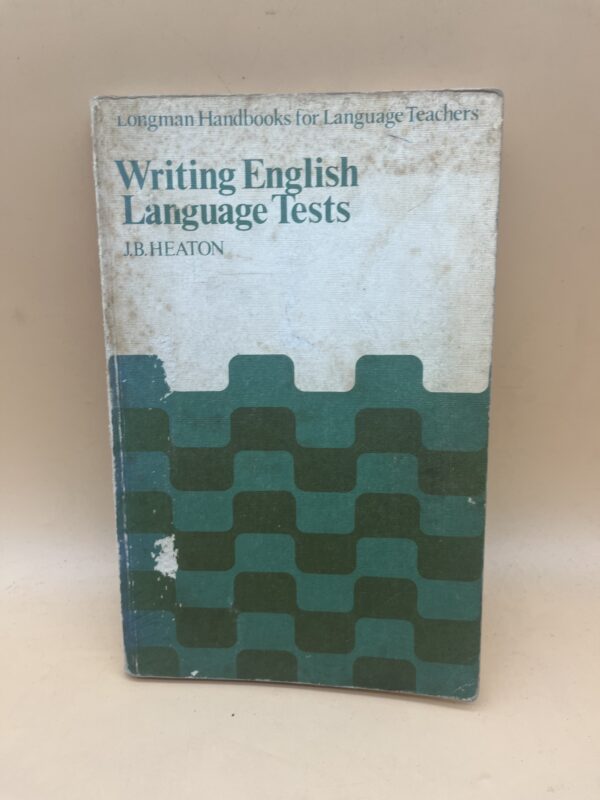 Longman Handbooks for Language Teachers
Writing English
Language Tests
J.B.HEATON